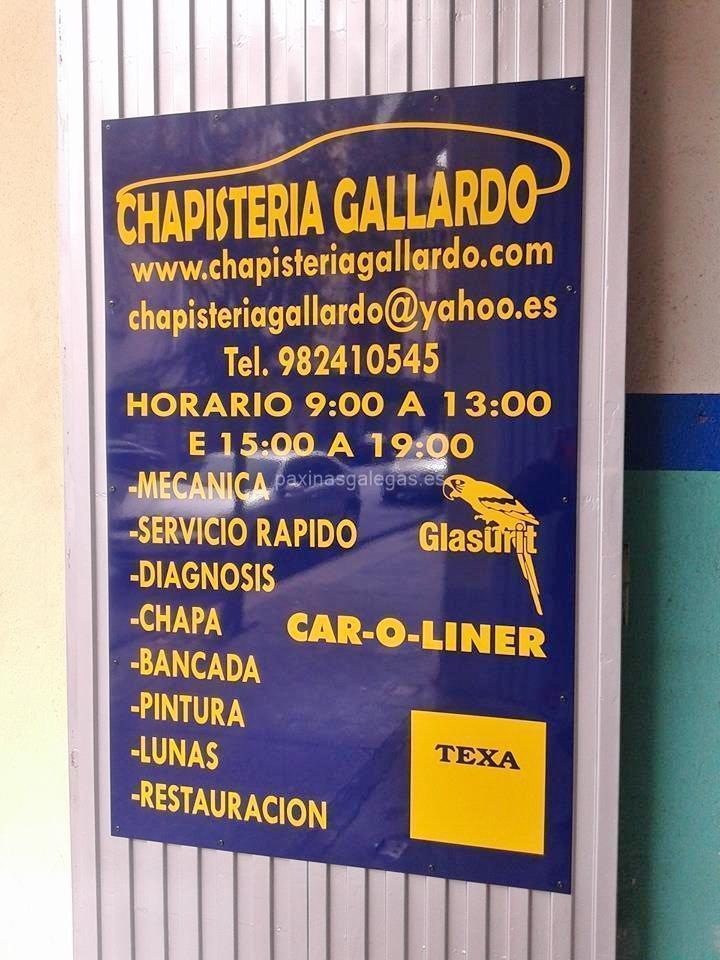 CHAPISTERIA GALLARDO
www.chapisteriagallardo.com
chapisteriagallardo@yahoo.es
Tel. 982410545
HORARIO 9:00 A 13:00
E 15:00 A 19:00
-MECANICA
paxinasgalegas.es
-SERVICIO RAPIDO
Glasurit
-DIAGNOSIS
-CHAPA
CAR-O-LINER
-BANCADA
-PINTURA
-LUNAS
TEXA
-RESTAURACION